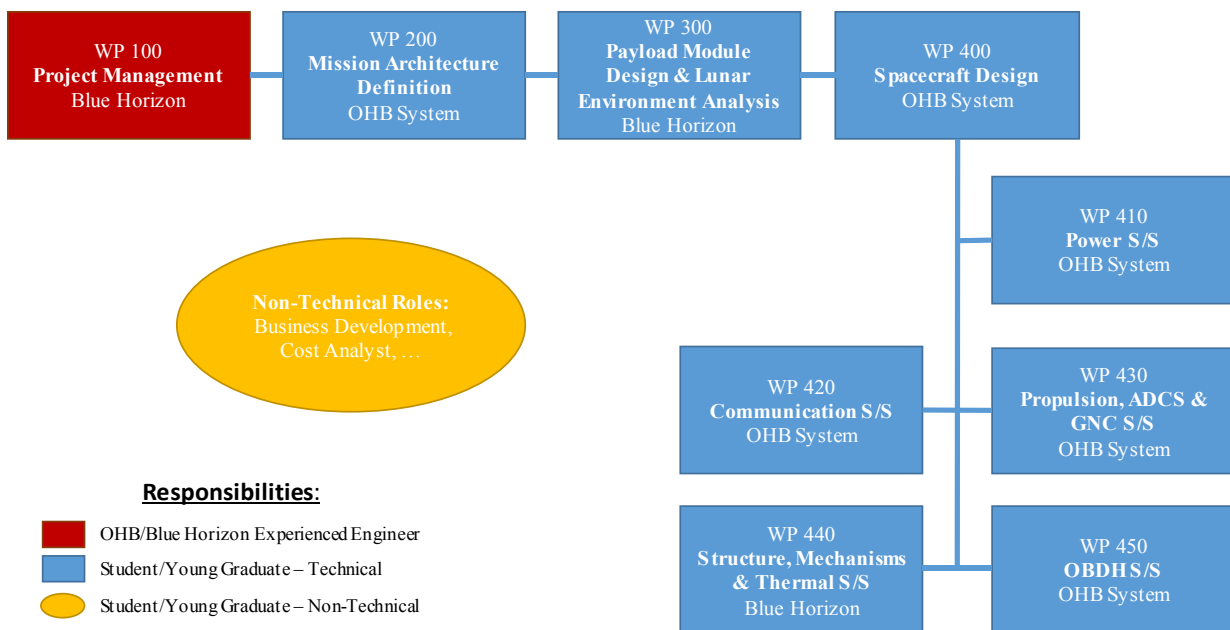 WP 100
Project Management
Blue Horizon
WP 200
Mission Architecture
Definition
OHB System
WP 300
Payload Module
Design & Lunar
Environment Analysis
Blue Horizon
WP 400
Spacecraft Design
OHB System
WP 410
Power S/S
OHB System
Non-Technical Roles:
Business Development,
Cost Analyst, …
WP 420
Communication S/S
OHB System
WP 430
Propulsion, ADCS &
GNC S/S
OHB System
WP 440
Structure, Mechanisms
& Thermal S/S
Blue Horizon
WP 450
OBDH S/S
OHB System
Responsibilities:
OHB/Blue Horizon Experienced Engineer
Student/Young Graduate – Technical
Student/Young Graduate – Non-Technical